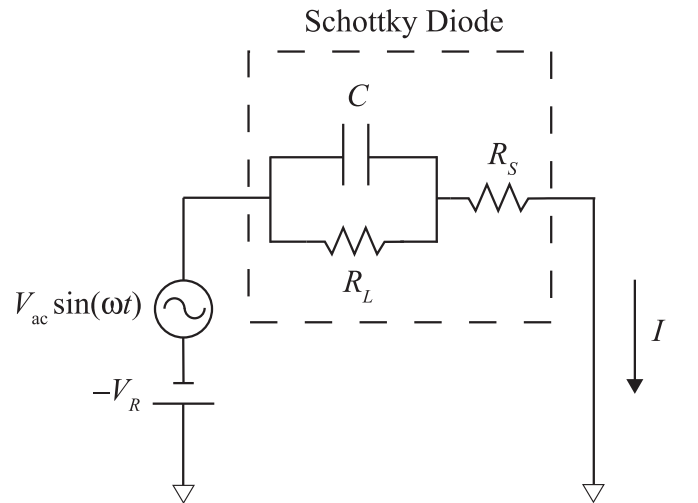 Schottky Diode
C
R_S
R_L
V_ac sin(ωt)
I
−V_R